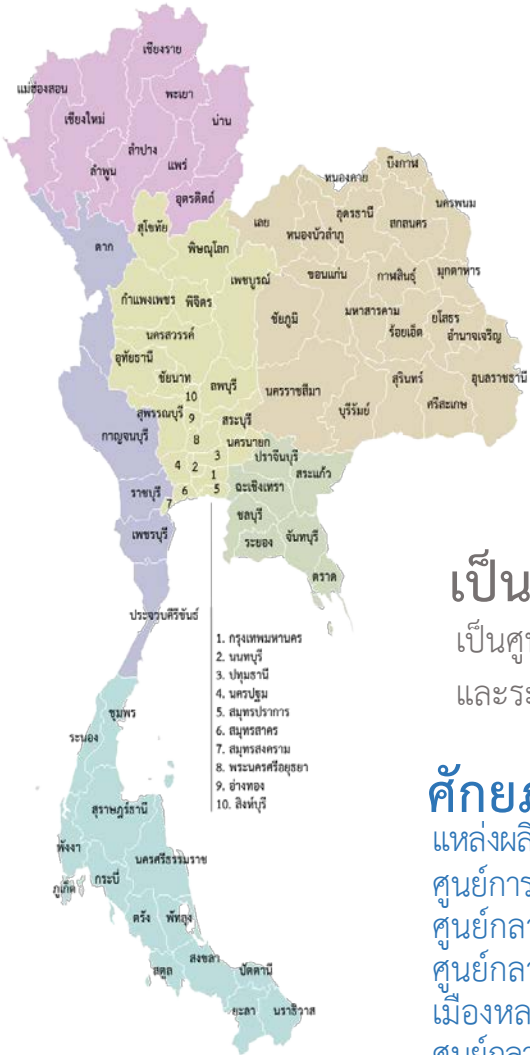 เชียงราย
แม่ฮ่องสอน
พะเยา
เชียงใหม่
น่าน
ลำปาง
แพร่
ลำพูน
อุตรดิตถ์
บึงกาฬ
หนองคาย
นครพนม
อุดรธานี
เลย
สกลนคร
สุโขทัย
หนองบัวลำภู
ตาก
พิษณุโลก
มุกดาหาร
ขอนแก่น
กาฬสินธุ์
เพชรบูรณ์
กำแพงเพชร
พิจิตร
มหาสารคาม
ยโสธร
ชัยภูมิ
ร้อยเอ็ด
อำนาจเจริญ
นครสวรรค์
อุทัยธานี
ชัยนาท
ลพบุรี
สุรินทร์
อุบลราชธานี
นครราชสีมา
10
ศรีสะเกษ
สุพรรณบุรี
9
สระบุรี
บุรีรัมย์
กาญจนบุรี
8
นครนายก
3
ปราจีนบุรี
4
2
สระแก้ว
1
ราชบุรี
6
5
ฉะเชิงเทรา
7
ชลบุรี
เพชรบุรี
ระยอง
จันทบุรี
ตราด
ประจวบคีรีขันธ์
1. กรุงเทพมหานคร
2. นนทบุรี
3. ปทุมธานี
4. นครปฐม
5. สมุทรปราการ
6. สมุทรสาคร
7. สมุทรสงคราม
8. พระนครศรีอยุธยา
9. อ่างทอง
10. สิงห์บุรี
ชุมพร
ระนอง
สุราษฎร์ธานี
พังงา
นครศรีธรรมราช
กระบี่
ภูเก็ต
ตรัง
พัทลุง
สงขลา
สตูล
ปัตตานี
ยะลา
นราธิวาส
เป็น
เป็นศู
และระ
ศักยภ
แหล่งผลิ
ศูนย์การ
ศูนย์กลา
ศูนย์กลา
เมืองหล